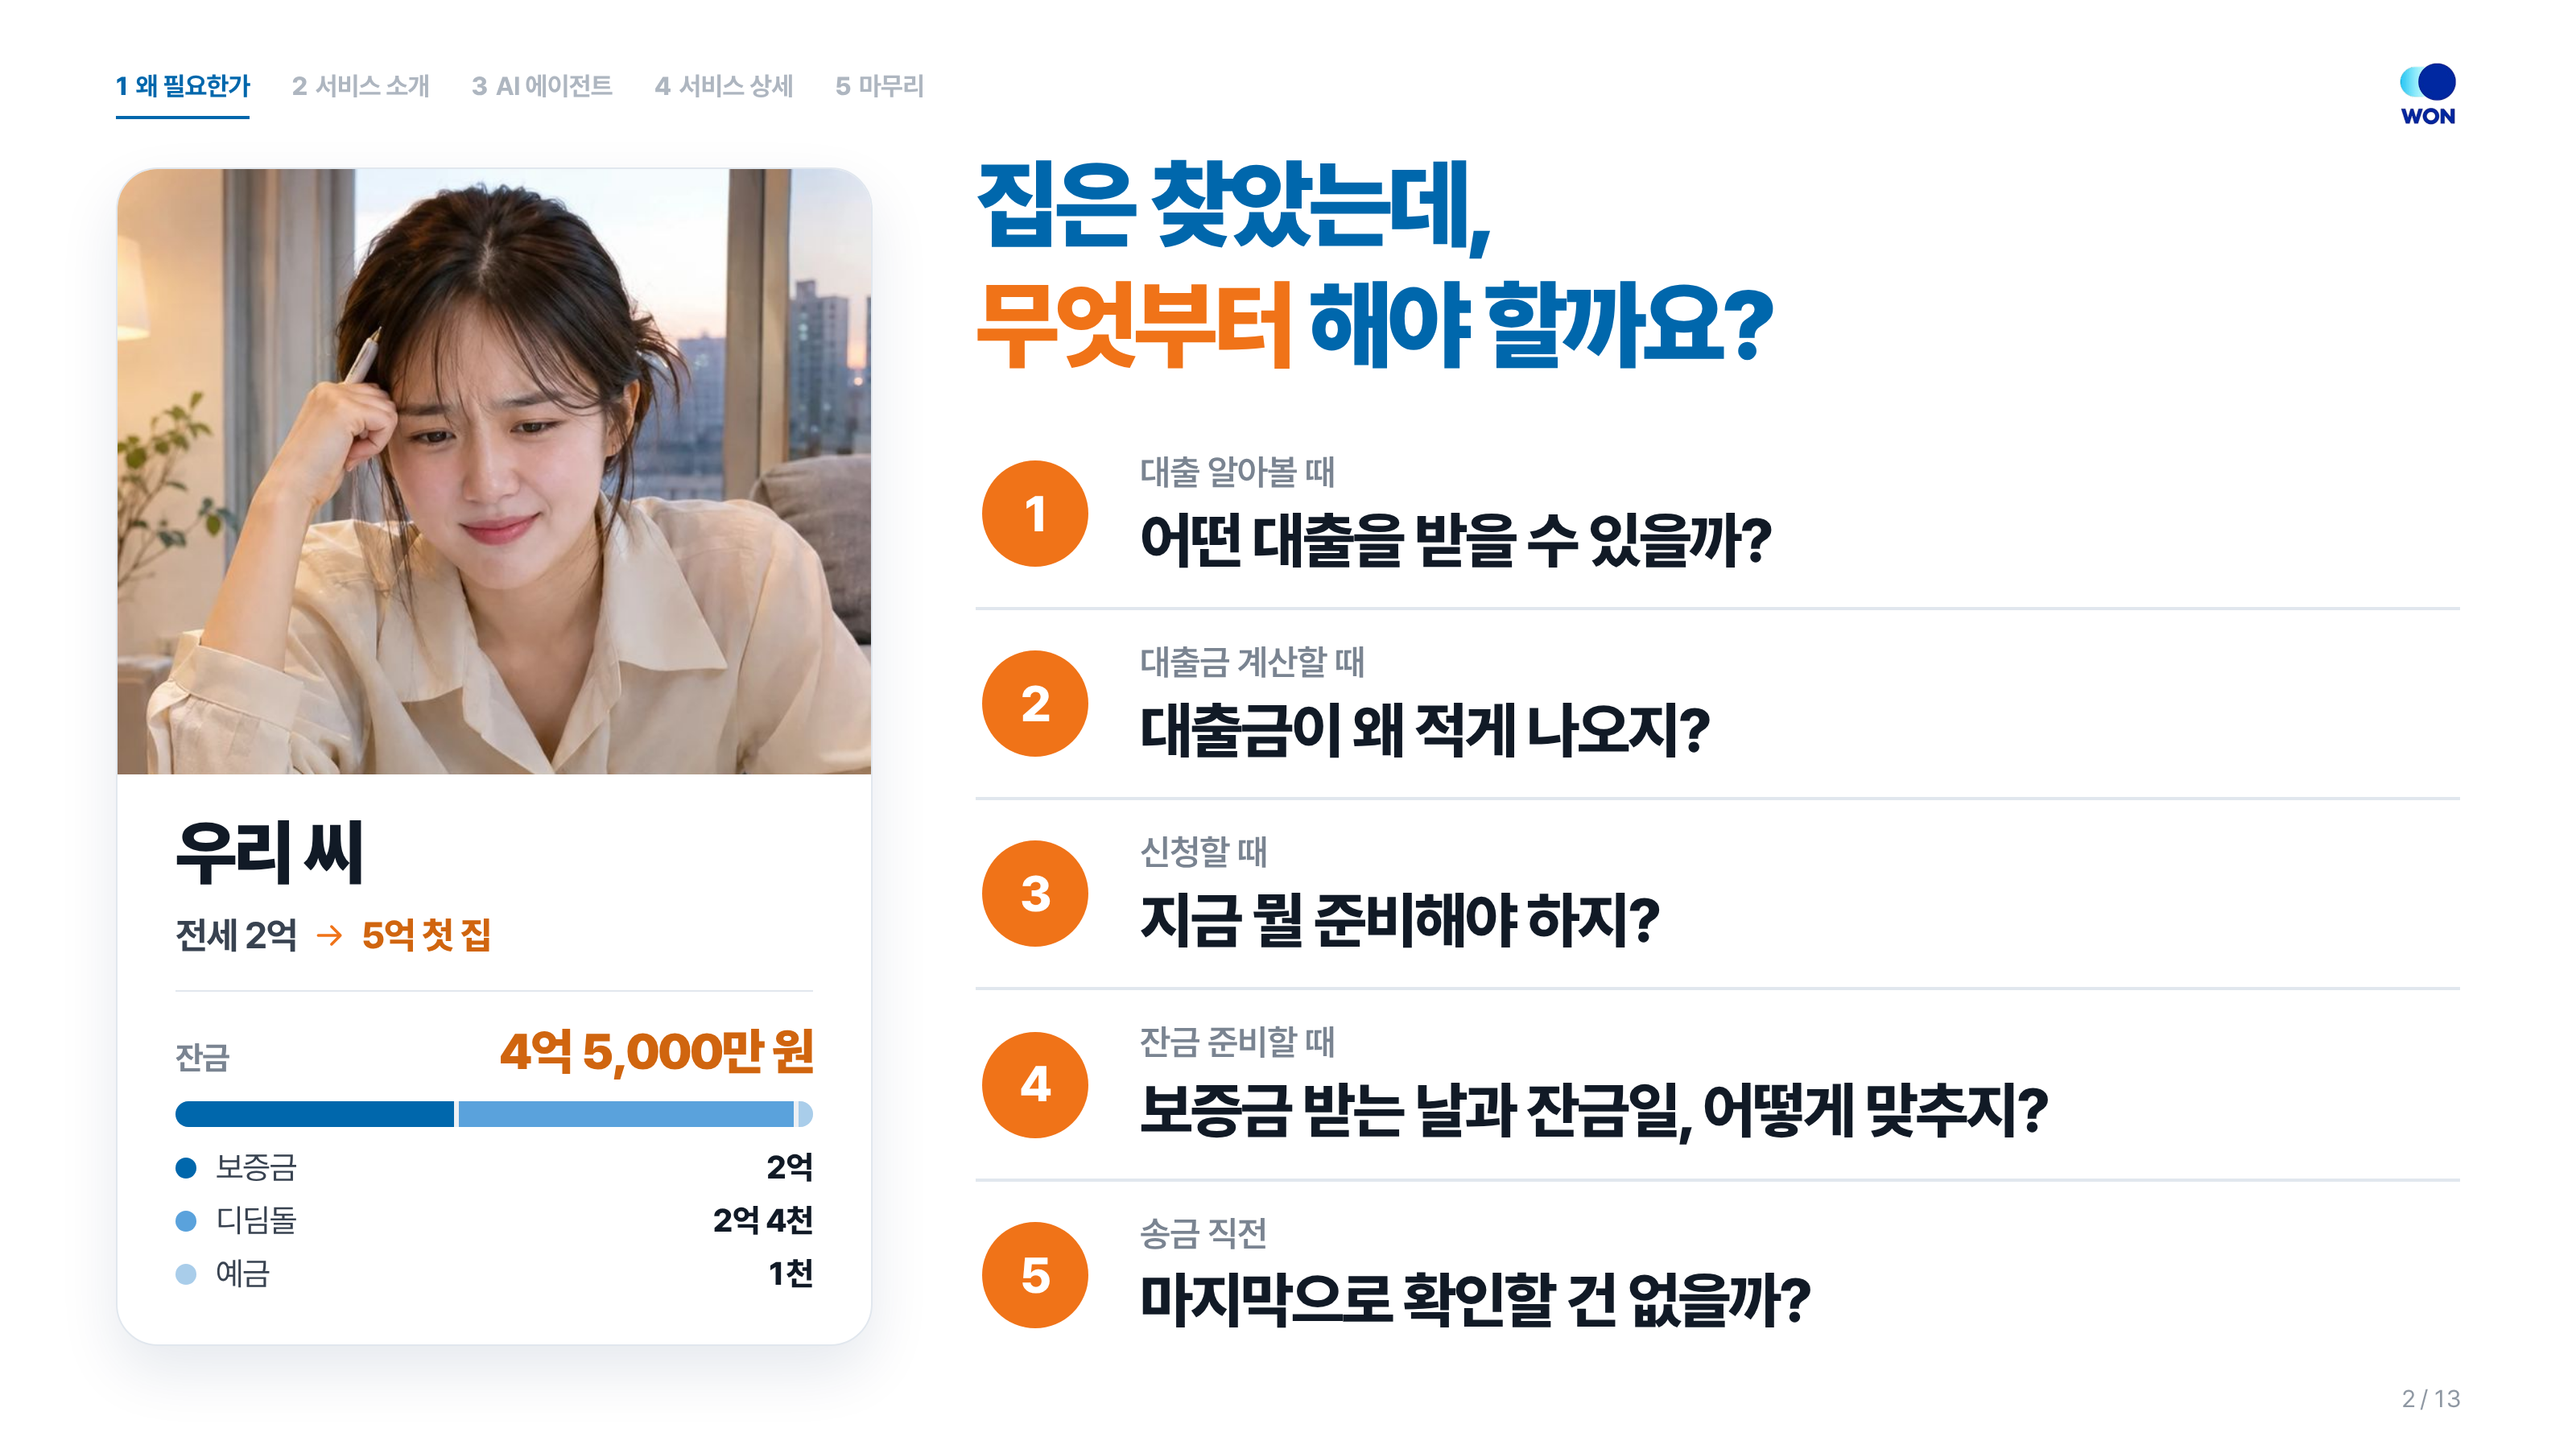 1 왜 필요한가
2 서비스 소개
3 AI 에이전트
4 서비스 상세
5 마무리
WON
집은 찾았는데,
무엇부터 해야 할까요?
우리 씨
전세 2억 → 5억 첫 집
잔금 4억 5,000만 원
보증금 2억
디딤돌 2억 4천
예금 1천
1
대출 알아볼 때
어떤 대출을 받을 수 있을까?
2
대출금 계산할 때
대출금이 왜 적게 나오지?
3
신청할 때
지금 뭘 준비해야 하지?
4
잔금 준비할 때
보증금 받는 날과 잔금일, 어떻게 맞추지?
5
송금 직전
마지막으로 확인할 건 없을까?
2 / 13